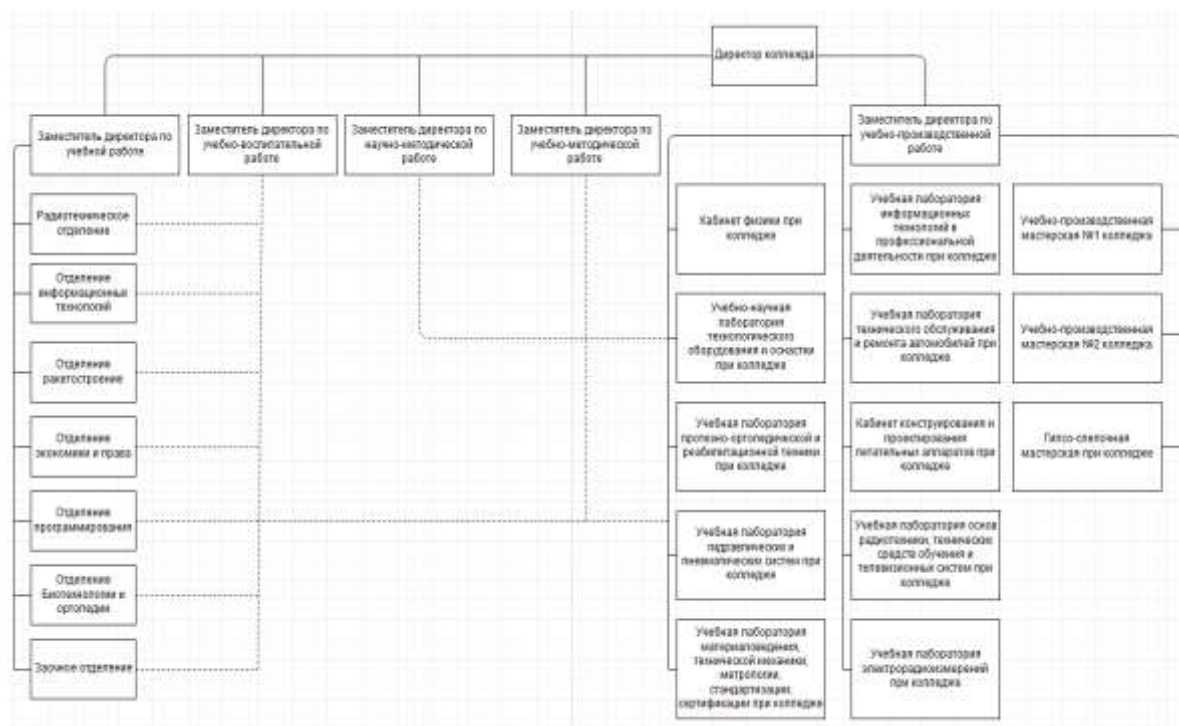 Директор колледжа
Заместитель директора по
учебной работе
Заместитель директора по
учебно-воспитательной
работе
Заместитель директора по
научно-методической
работе
Заместитель директора по
учебно-методической
работе
Заместитель директора по
учебно-производственной
работе
Радиотехническое
отделение
Отделение
информационных
технологий
Отделение
ракетостроение
Отделение
экономики и права
Отделение
программирования
Отделение
Биотехнологии и
ортопедии
Заочное отделение
Кабинет физики при
колледже
Учебно-научная
лаборатория
технологического
оборудования и оснастки
при колледже
Учебная лаборатория
протезно-ортопедической и
реабилитационной техники
при колледже
Учебная лаборатория
гидравлических и
пневматических систем при
колледже
Учебная лаборатория
материаловедения,
технической механики,
метрологии,
стандартизации,
сертификации при колледже
Учебная лаборатория
информационных
технологий в
профессиональной
деятельности при колледже
Учебная лаборатория
технического обслуживания
и ремонта автомобилей при
колледже
Кабинет конструирования и
проектирования
летательных аппаратов при
колледже
Учебная лаборатория основ
радиотехники, технических
средств обучения и
телевизионных систем при
колледже
Учебная лаборатория
электрорадиоизмерений
при колледже
Учебно-производственная
мастерская №1 колледжа
Учебно-производственная
мастерская №2 колледжа
Гипсо-слепочная
мастерская при колледже